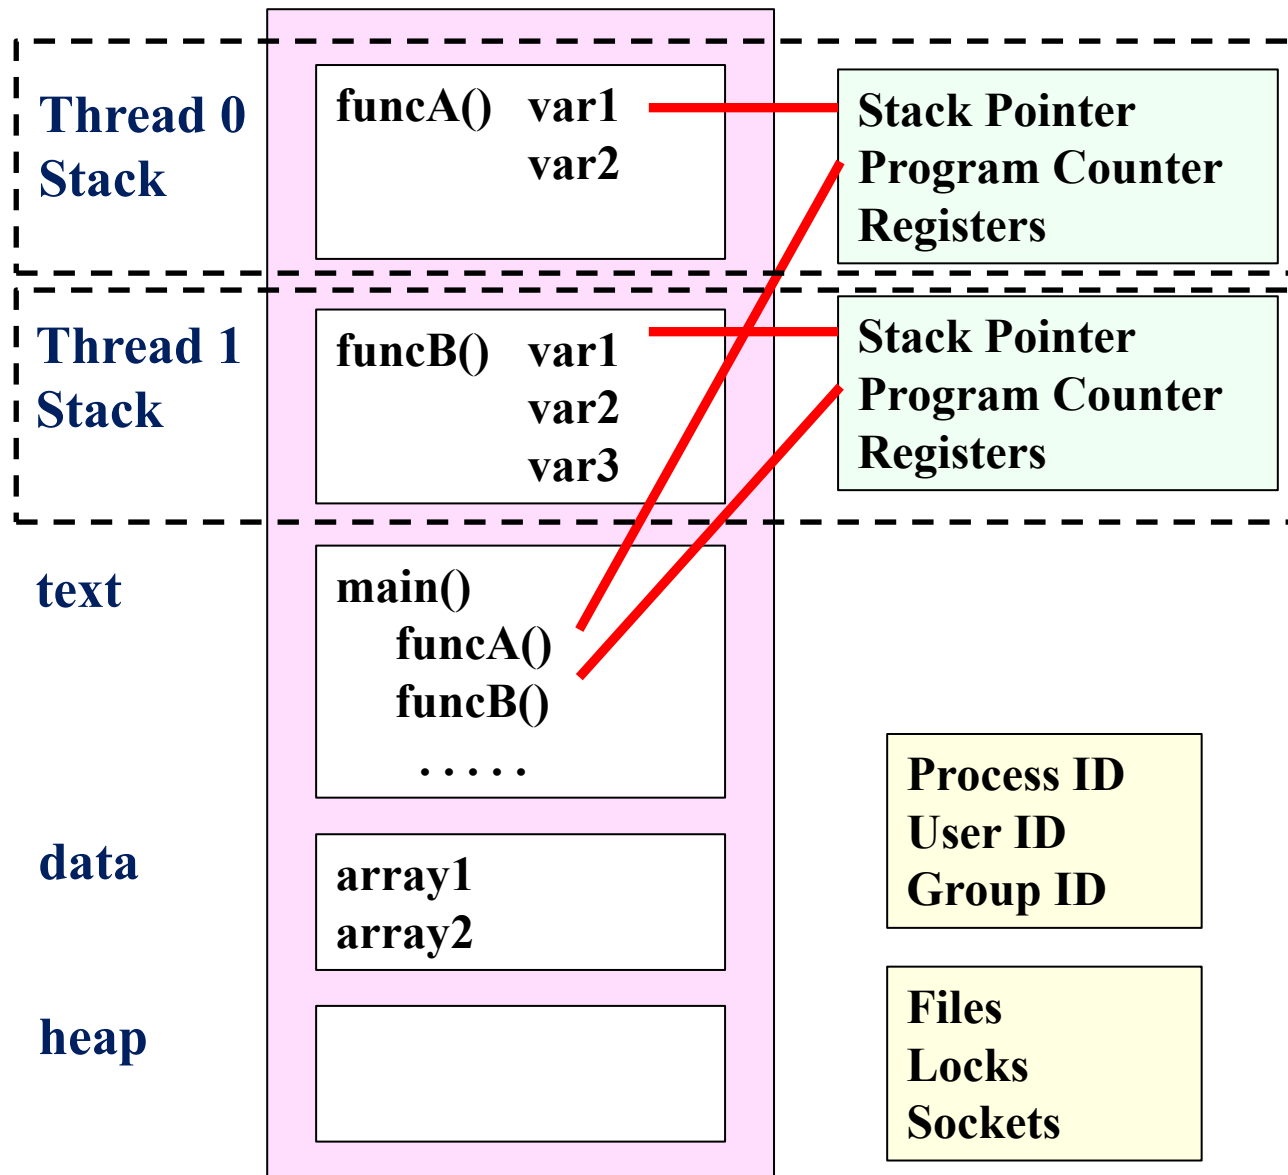 Thread 0
Stack
funcA() var1
var2
Stack Pointer
Program Counter
Registers
Thread 1
Stack
funcB() var1
var2
var3
Stack Pointer
Program Counter
Registers
text
main()
funcA()
funcB()
.....
data
array1
array2
heap
Process ID
User ID
Group ID
Files
Locks
Sockets